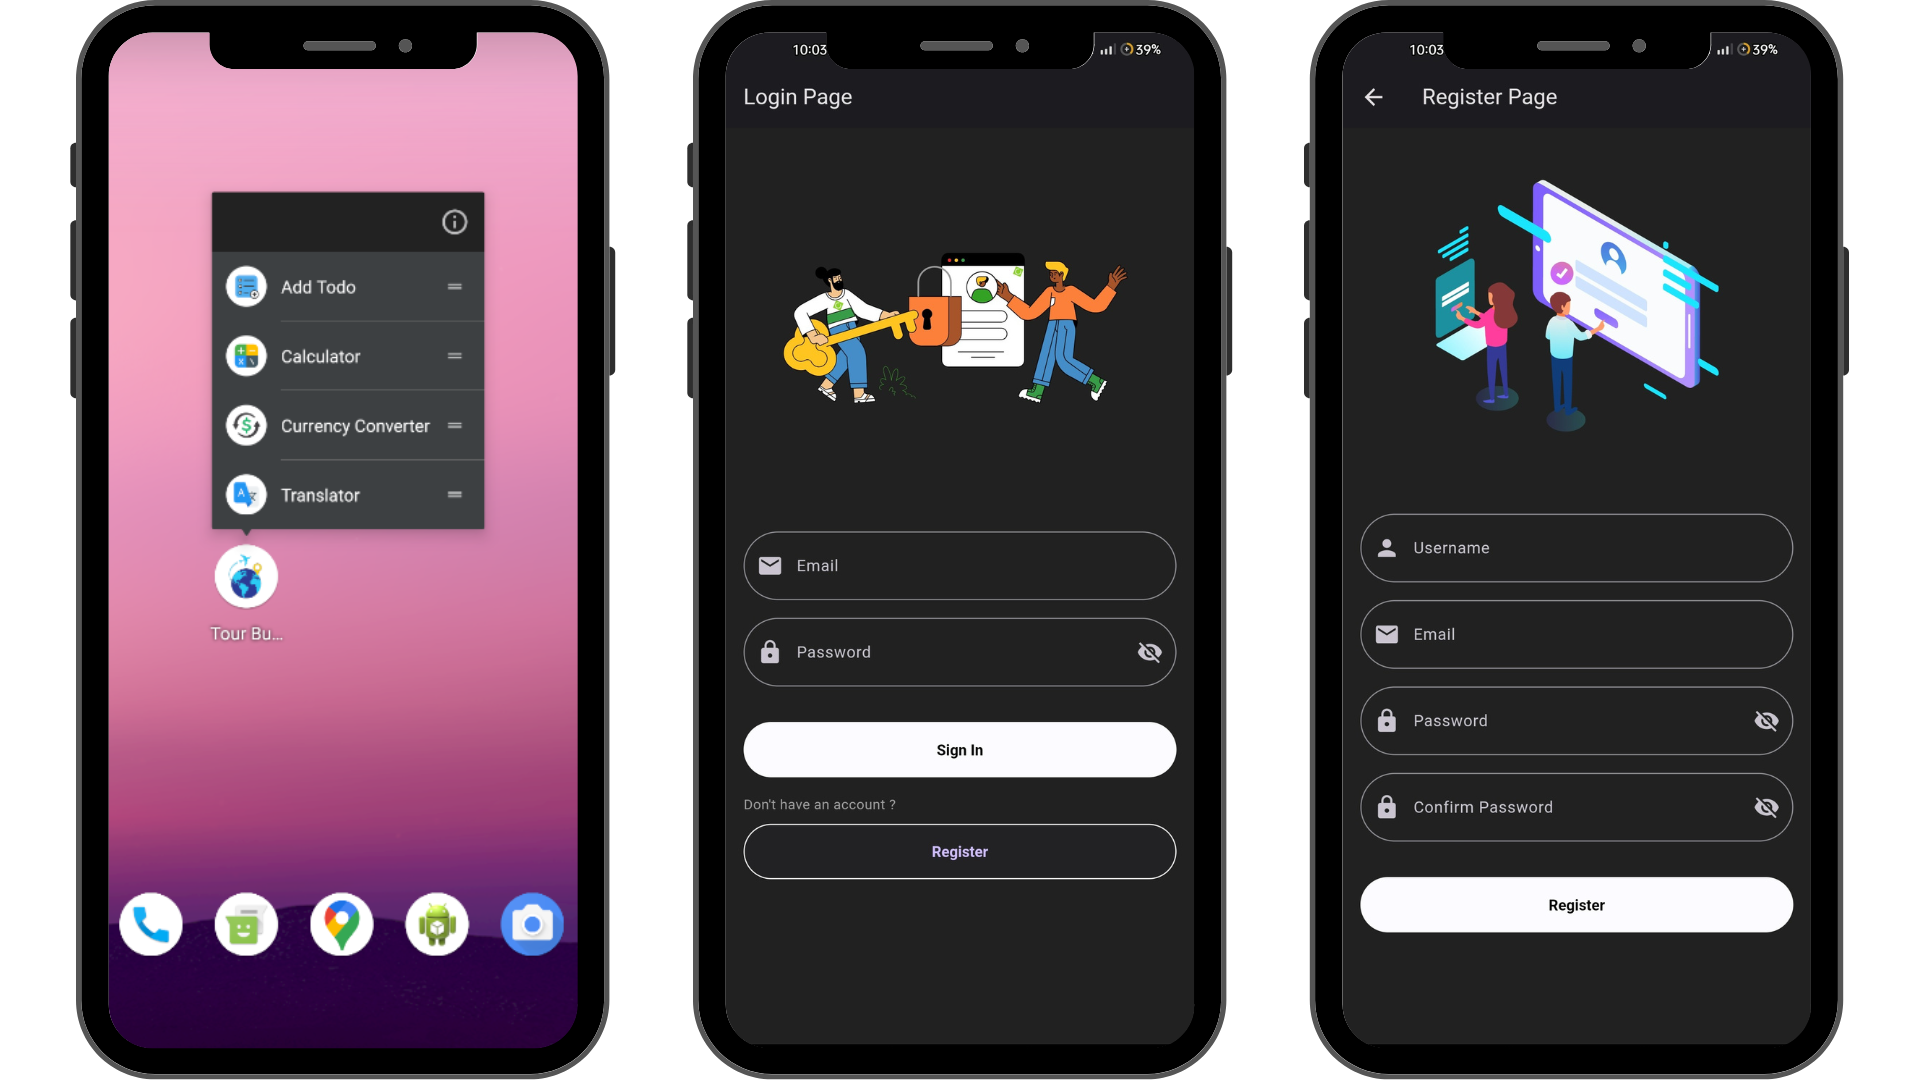 Add Todo
Calculator
Currency Converter
Translator
Tour Bu...
10:03
39%
Login Page
Email
Password
Sign In
Don't have an account ?
Register
10:03
39%
Register Page
Username
Email
Password
Confirm Password
Register